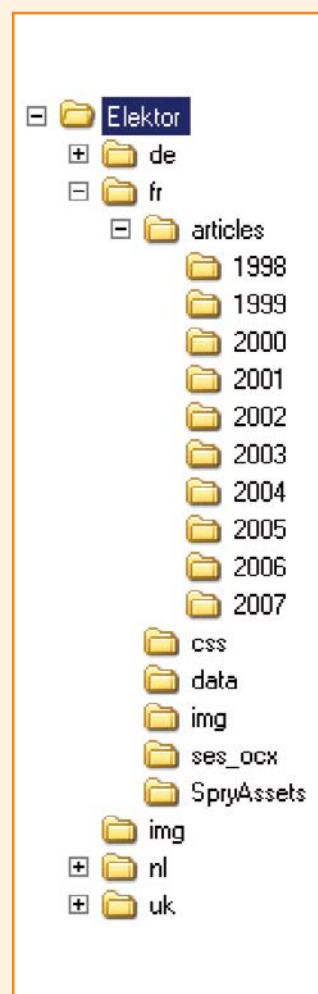 Elektor
de
fr
articles
1998
1999
2000
2001
2002
2003
2004
2005
2006
2007
css
data
img
ses_ocx
SpryAssets
img
nl
uk